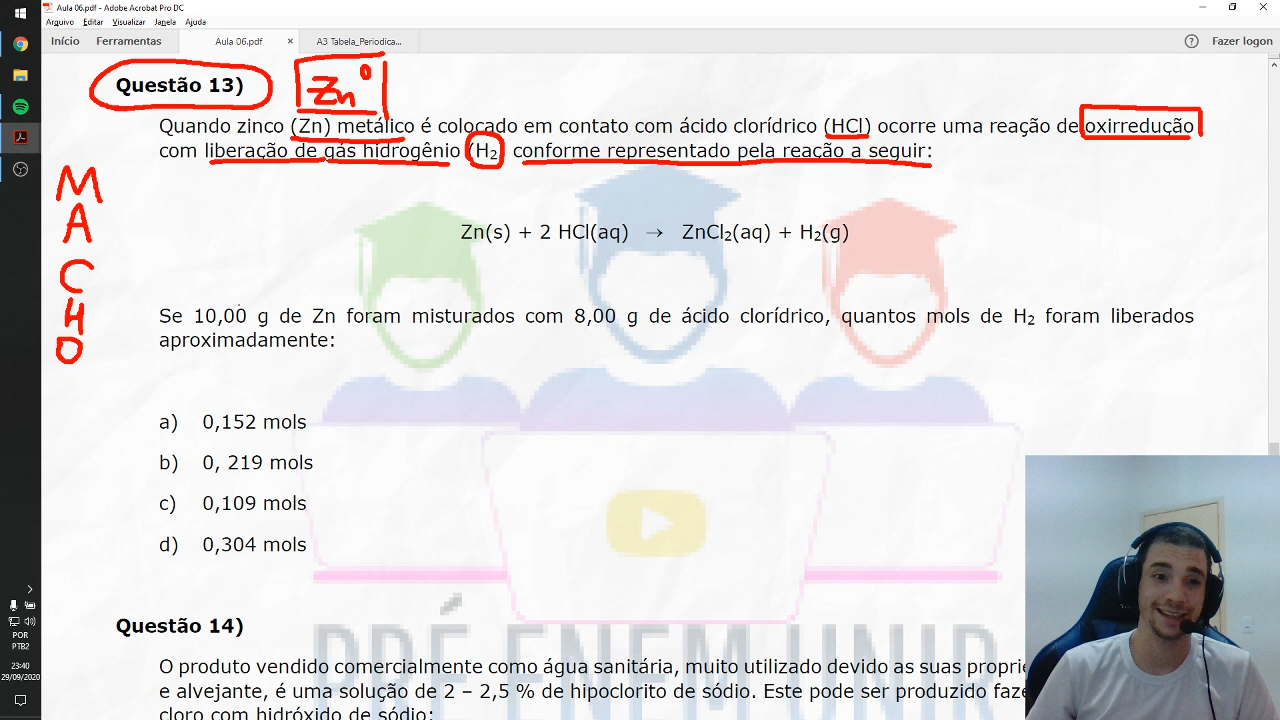 Aula 06.pdf - Adobe Acrobat Pro DC
Arquivo Editar Visualizar Janela Ajuda
Início Ferramentas Aula 06.pdf × A3 Tabela_Periodica... Fazer logon
Questão 13) Zn⁰
Quando zinco (Zn) metálico é colocado em contato com ácido clorídrico (HCl) ocorre uma reação de oxirredução
com liberação de gás hidrogênio (H₂ conforme representado pela reação a seguir:
M
A
C
H
O
Zn(s) + 2 HCl(aq) → ZnCl₂(aq) + H₂(g)
Se 10,00 g de Zn foram misturados com 8,00 g de ácido clorídrico, quantos mols de H₂ foram liberados
aproximadamente:
a) 0,152 mols
b) 0, 219 mols
c) 0,109 mols
d) 0,304 mols
Questão 14)
PRÉ ENEM UNIR
O produto vendido comercialmente como água sanitária, muito utilizado devido as suas
e alvejante, é uma solução de 2 – 2,5 % de hipoclorito de sódio. Este pode ser produzido
cloro com hidróxido de sódio:
POR
PTB2
23:40
29/09/2020